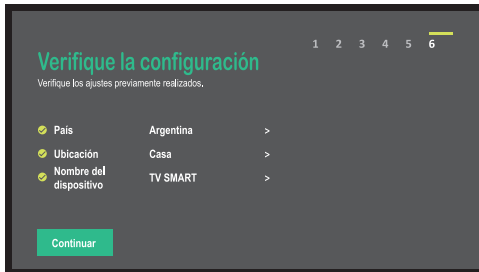 1 2 3 4 5 6
Verifique la configuración
Verifique los ajustes previamente realizados.
País Argentina >
Ubicación Casa >
Nombre del
dispositivo TV SMART >
Continuar